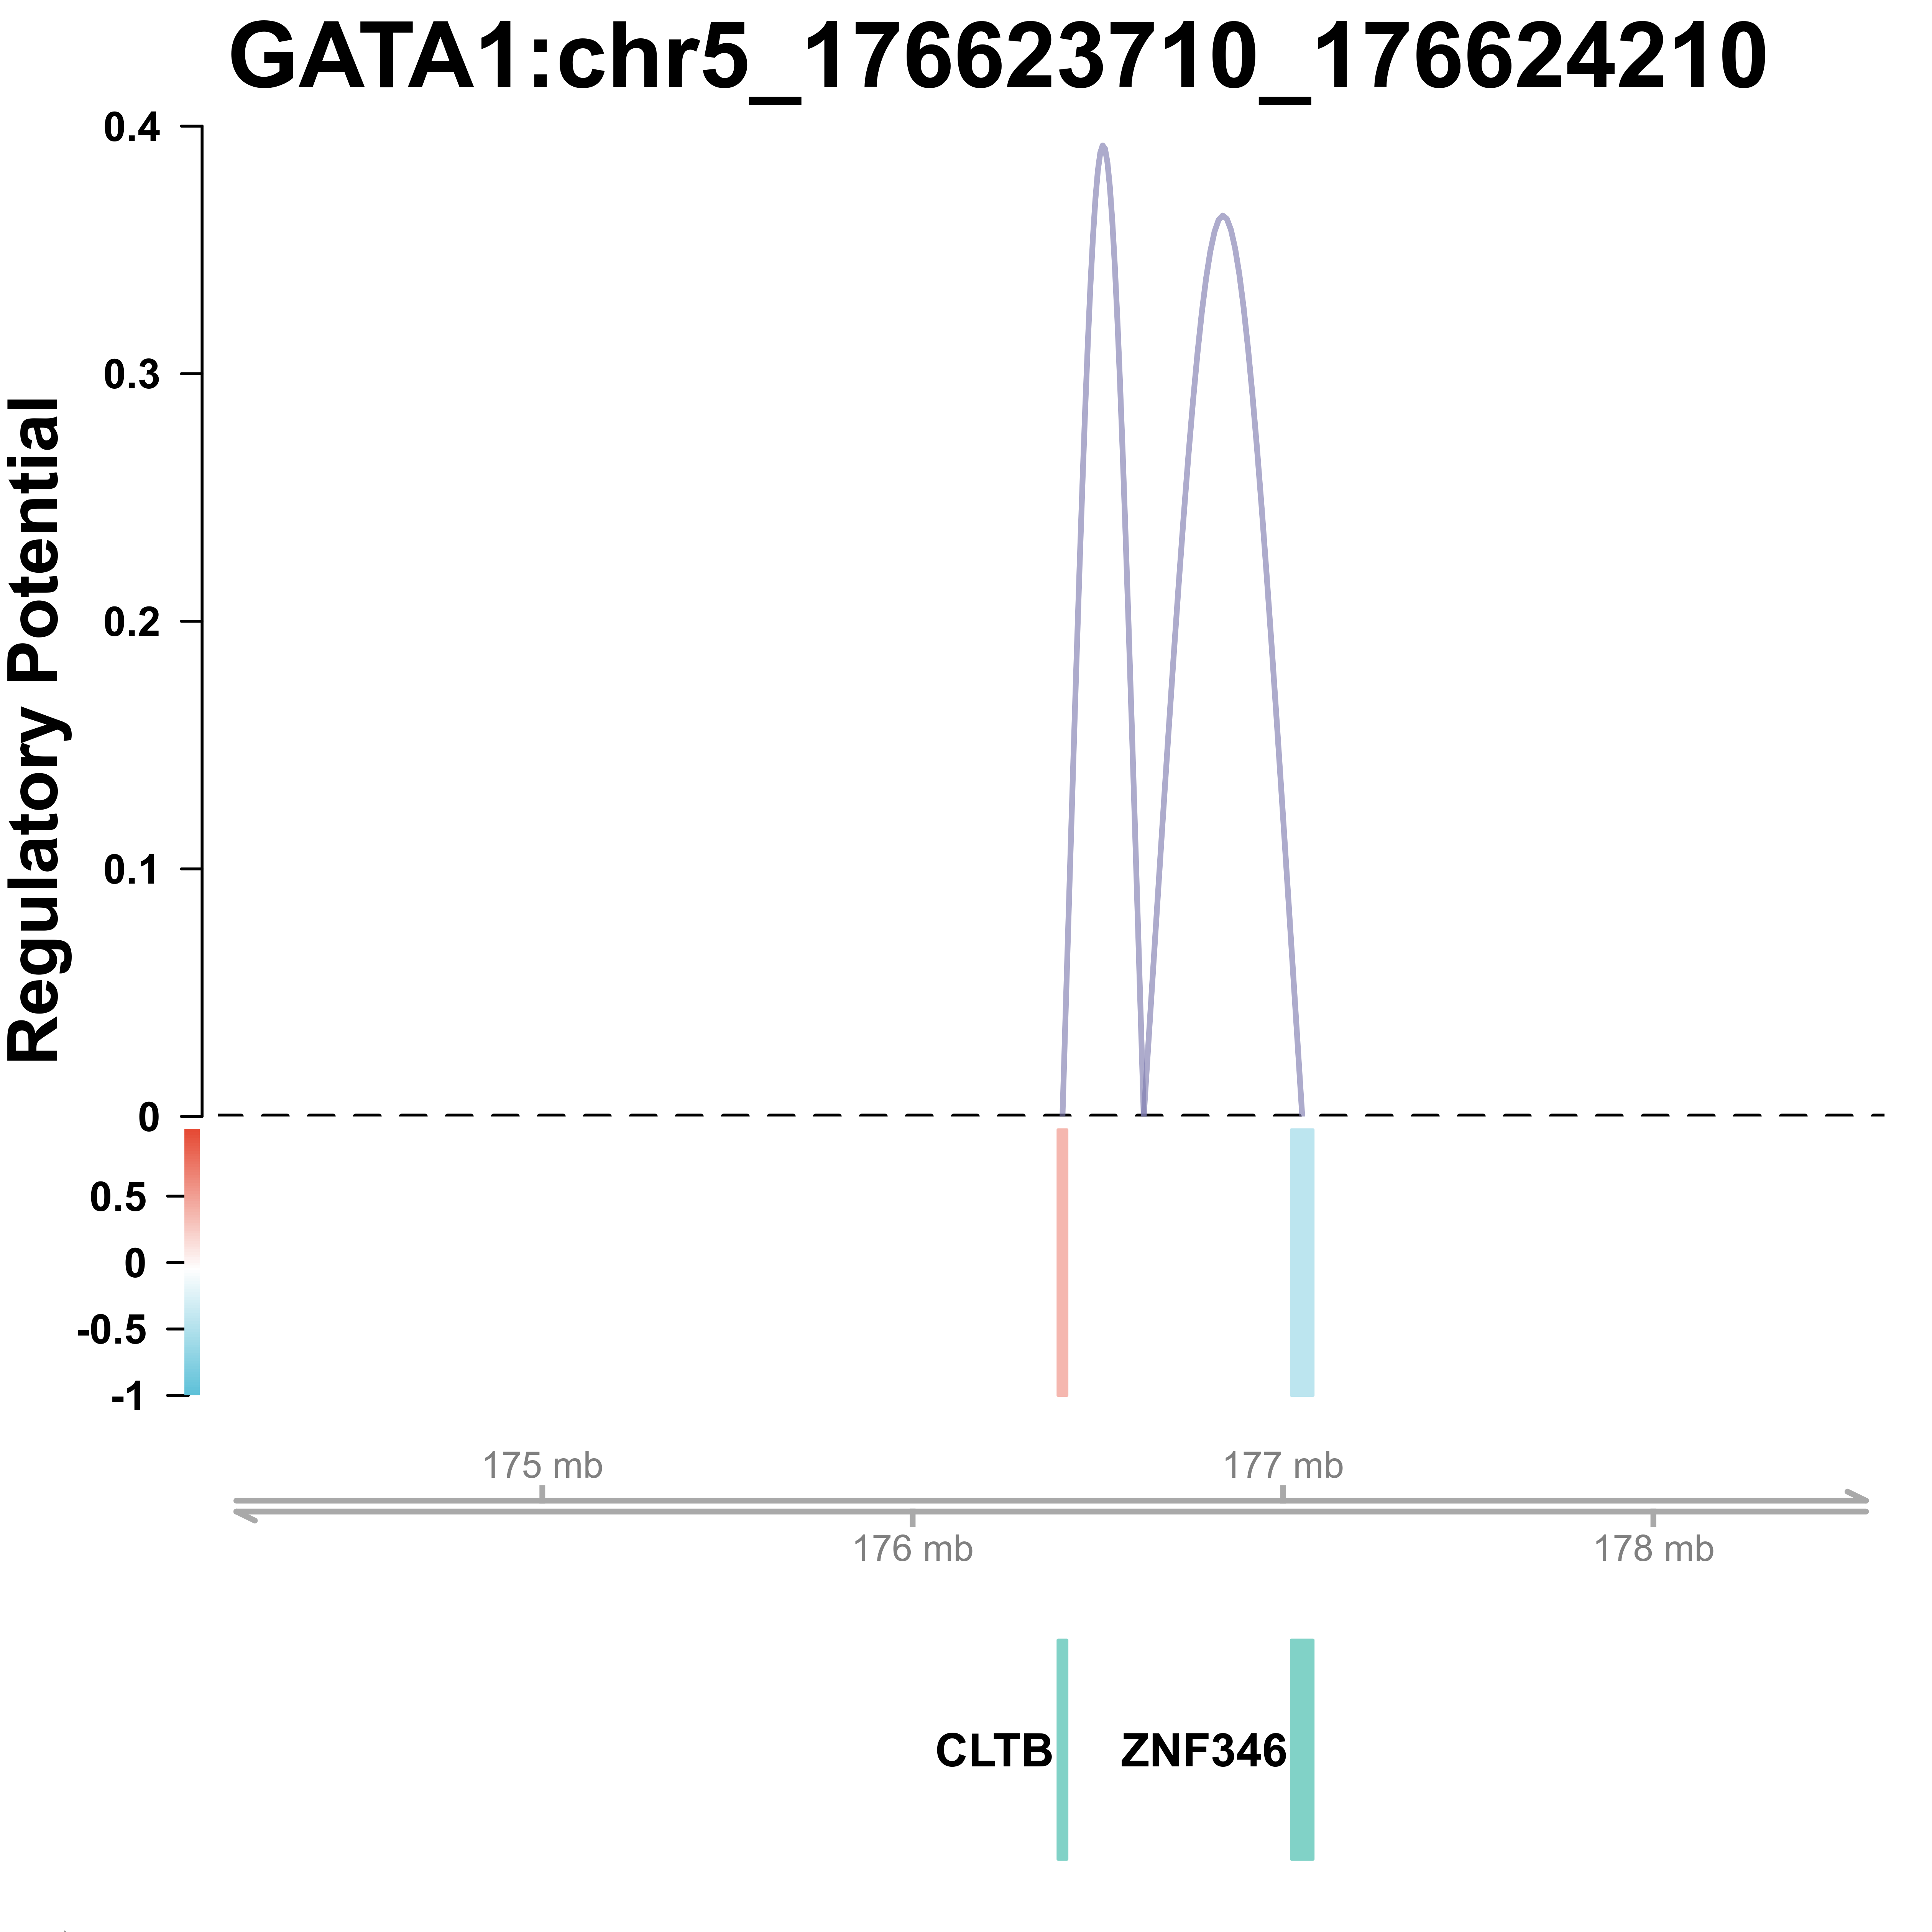 GATA1:chr5_176623710_176624210
Regulatory Potential
0.4
0.3
0.2
0.1
0
0.5
0
-0.5
-1
175 mb
177 mb
176 mb
178 mb
CLTB
ZNF346